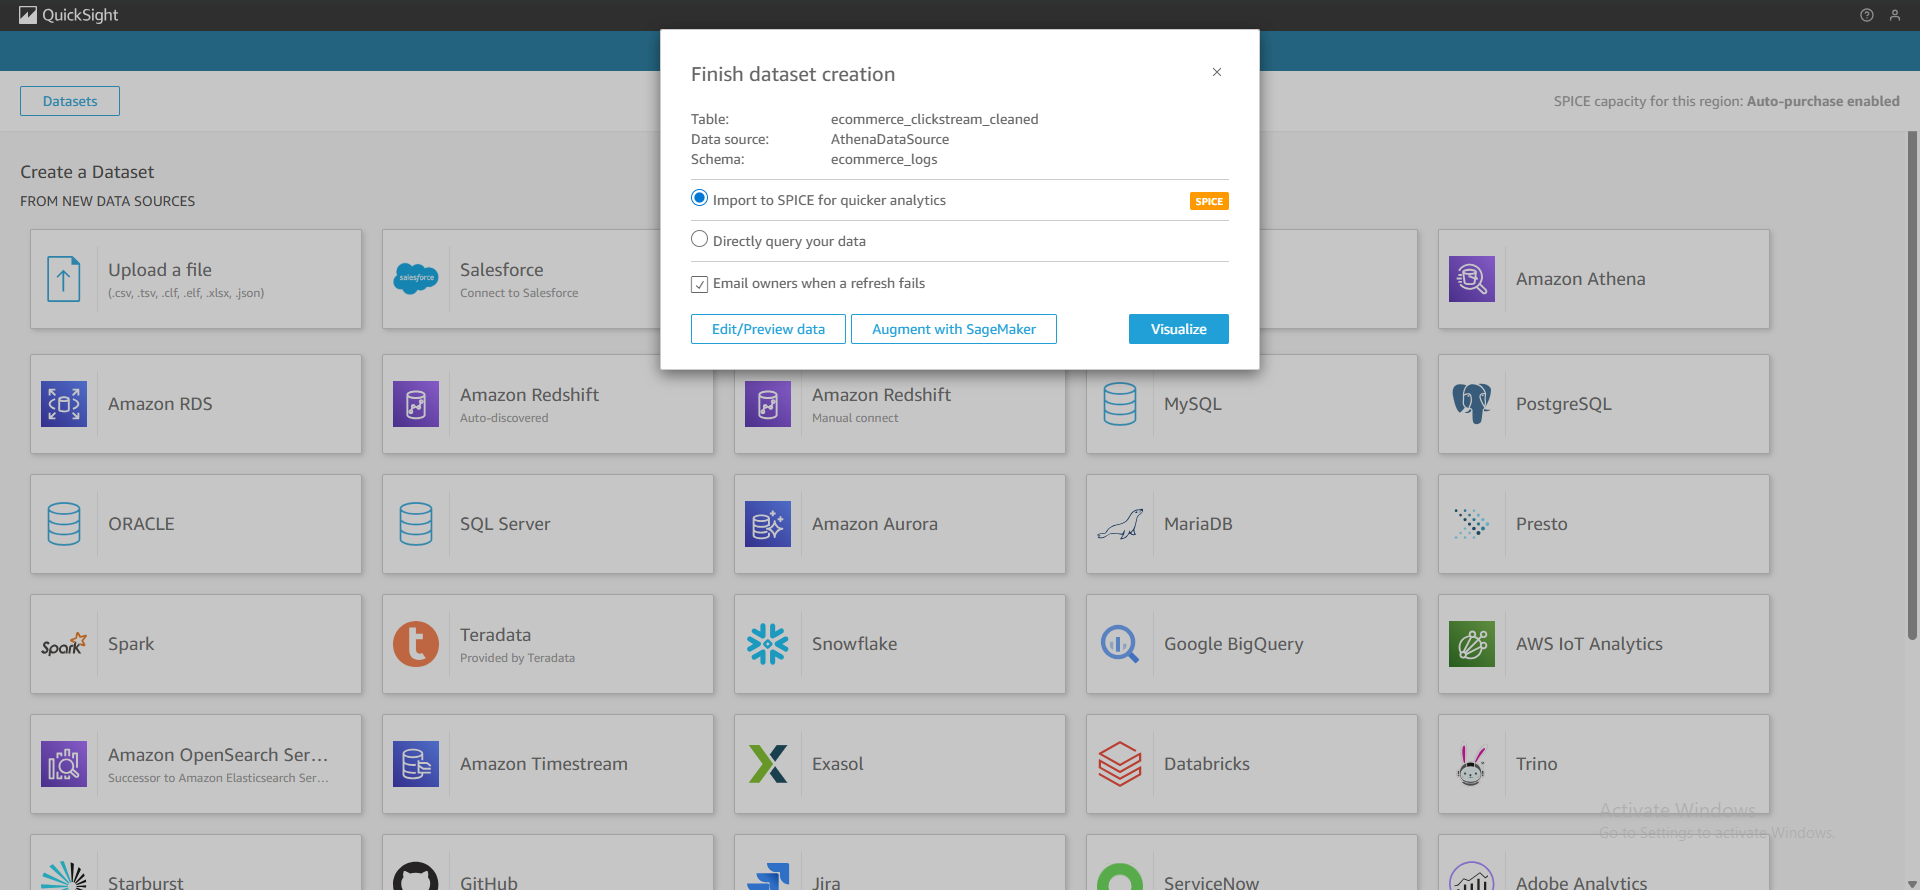 QuickSight
Datasets
SPICE capacity for this region: Auto-purchase enabled
Finish dataset creation
Table: ecommerce_clickstream_cleaned
Data source: AthenaDataSource
Schema: ecommerce_logs
Import to SPICE for quicker analytics
SPICE
Directly query your data
Email owners when a refresh fails
Edit/Preview data
Augment with SageMaker
Visualize
Create a Dataset
FROM NEW DATA SOURCES
Upload a file
(.csv, .tsv, .clf, .elf, .xlsx, .json)
salesforce
Salesforce
Connect to Salesforce
Amazon Athena
Amazon RDS
Amazon Redshift
Auto-discovered
Amazon Redshift
Manual connect
MySQL
PostgreSQL
ORACLE
SQL Server
Amazon Aurora
MariaDB
Presto
Spark
Spark
Teradata
Provided by Teradata
Snowflake
Google BigQuery
AWS IoT Analytics
Amazon OpenSearch Ser...
Successor to Amazon Elasticsearch Ser...
Amazon Timestream
Exasol
Databricks
Trino
Activate Windows
Go to Settings to activate Windows.
Starburst
GitHub
Jira
ServiceNow
Adobe Analytics